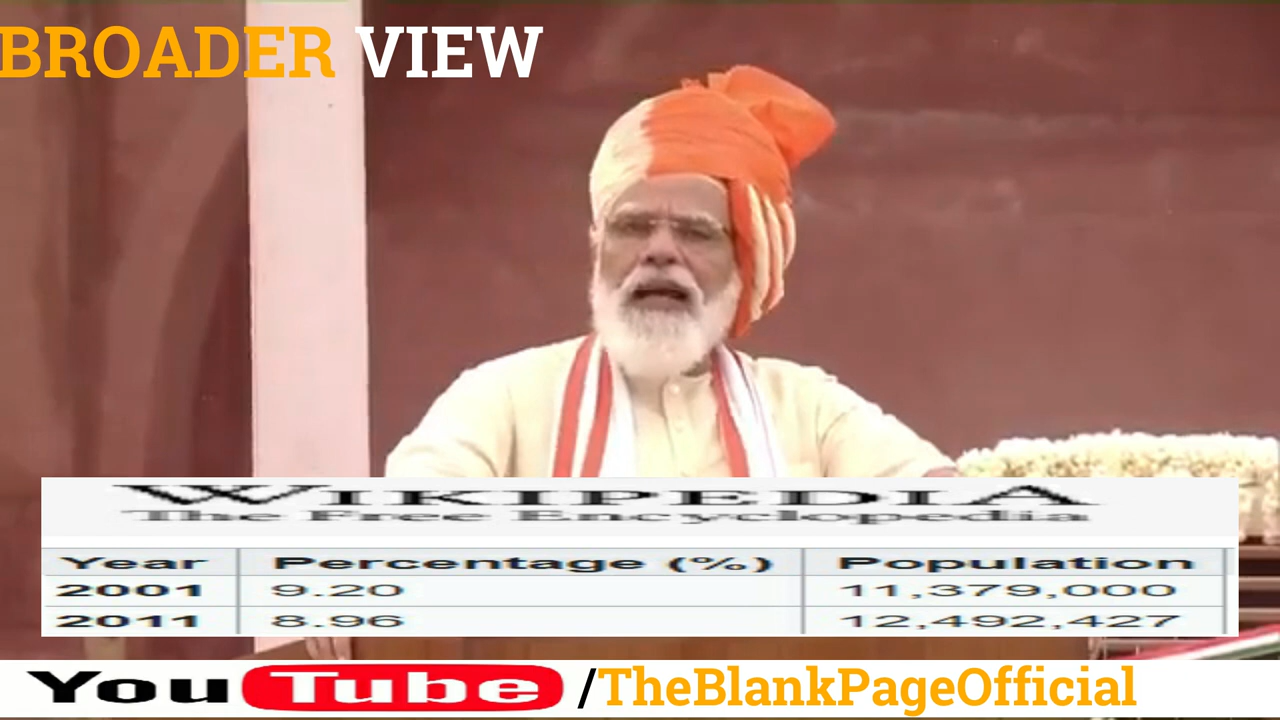 BROADER VIEW
WIKIPEDIA
The Free Encyclopedia
Year Percentage (%) Population
2001 9.20 11,379,000
2011 8.96 12,492,427
YouTube /TheBlankPageOfficial